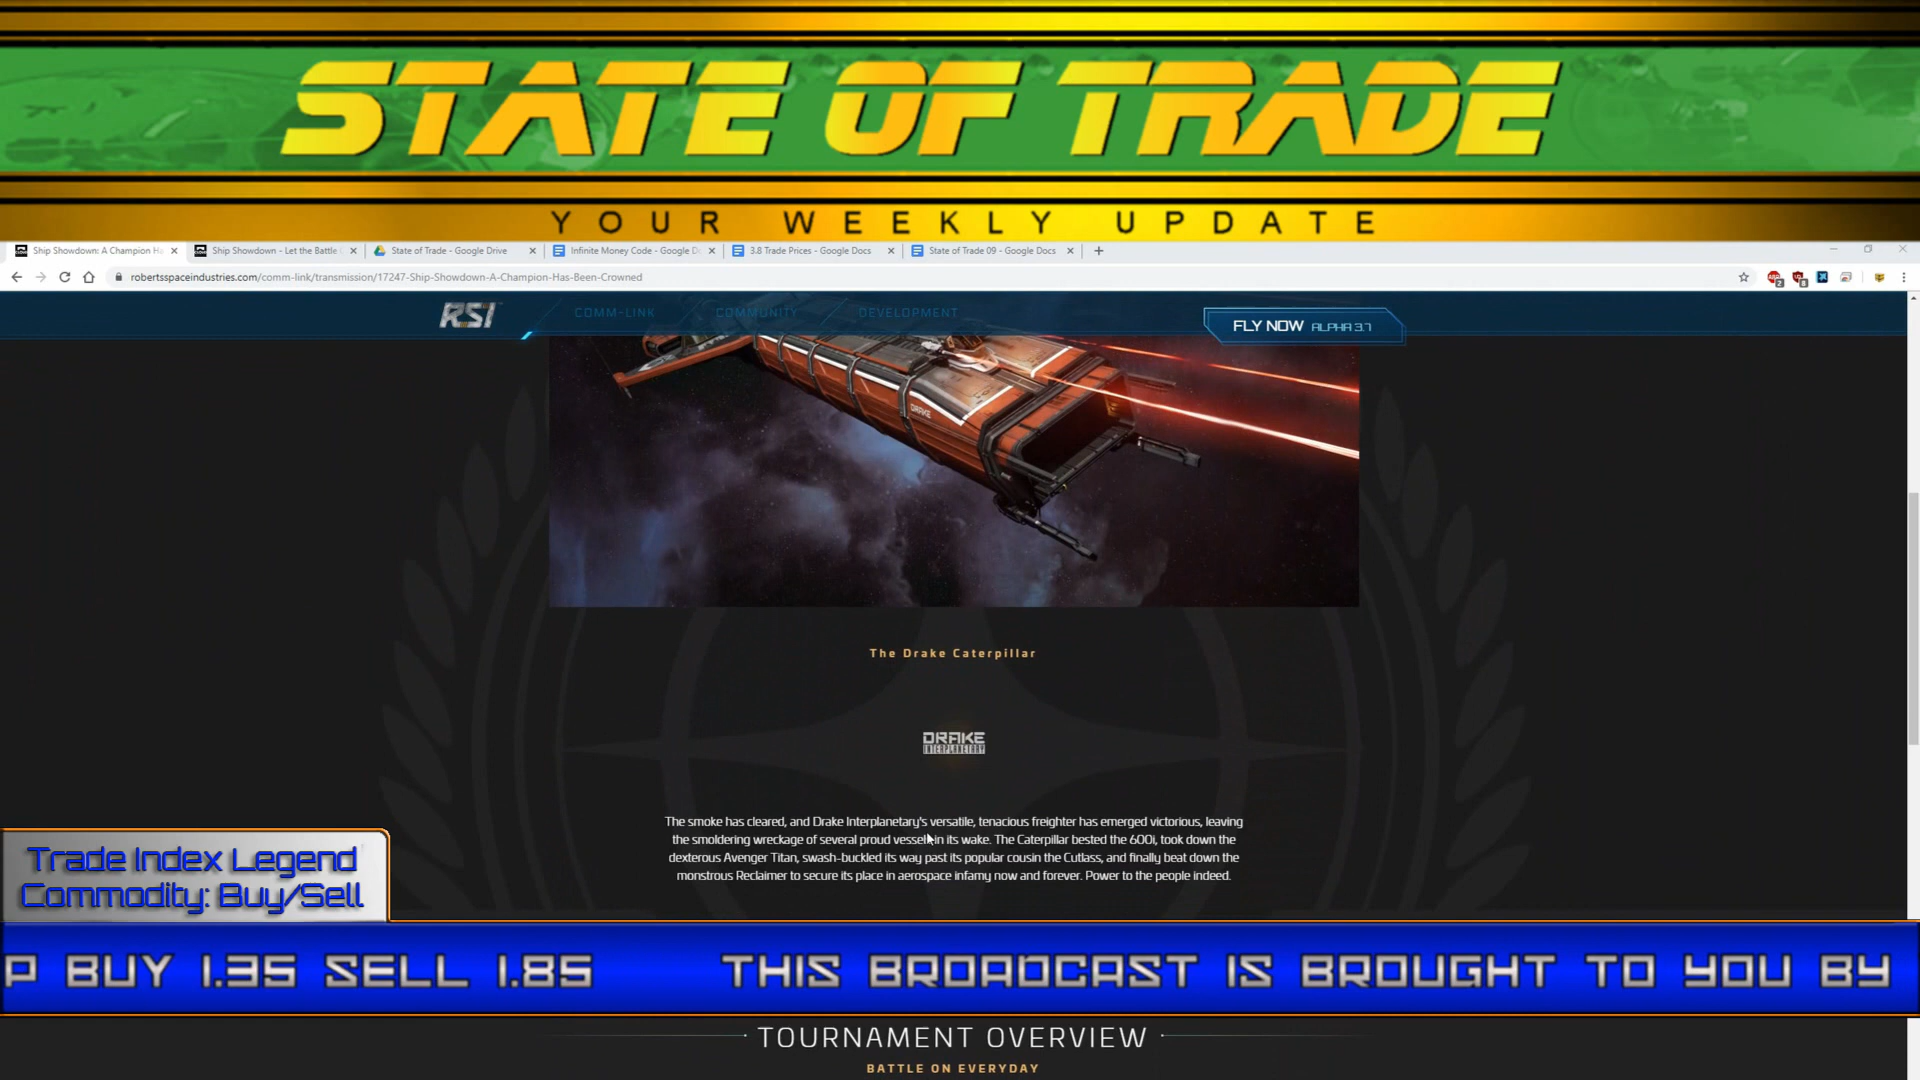 STATE OF TRADE
YOUR WEEKLY UPDATE
Ship Showdown: A Champion Ha
Ship Showdown - Let the Battle
State of Trade - Google Drive
Infinite Money Code - Google Do
3.8 Trade Prices - Google Docs
State of Trade 09 - Google Docs
robertsspaceindustries.com/comm-link/transmission/17247-Ship-Showdown-A-Champion-Has-Been-Crowned
RSI
COMM-LINK
COMMUNITY
DEVELOPMENT
FLY NOW ALPHA 3.7
DRAKE
The Drake Caterpillar
DRAKE
INTERPLANETARY
The smoke has cleared, and Drake Interplanetary's versatile, tenacious freighter has emerged victorious, leaving
the smoldering wreckage of several proud vessels in its wake. The Caterpillar bested the 600i, took down the
dexterous Avenger Titan, swash-buckled its way past its popular cousin the Cutlass, and finally beat down the
monstrous Reclaimer to secure its place in aerospace infamy now and forever. Power to the people indeed.
Trade Index Legend
Commodity: Buy/Sell
P BUY 1.35 SELL 1.85 THIS BROADCAST IS BROUGHT TO YOU BY
TOURNAMENT OVERVIEW
BATTLE ON EVERYDAY